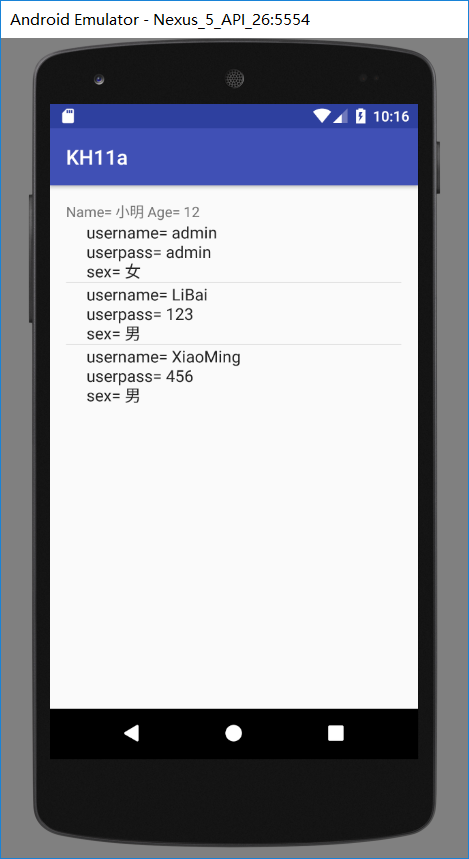 Android Emulator - Nexus_5_API_26:5554
10:16
KH11a
Name= 小明 Age= 12
username= admin
userpass= admin
sex= 女
username= LiBai
userpass= 123
sex= 男
username= XiaoMing
userpass= 456
sex= 男